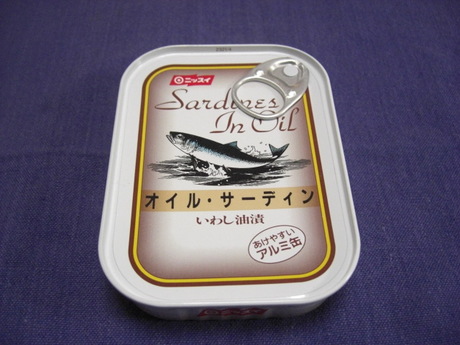 ニッスイ
Sardines
In Oil
オイル・サーディン
いわし油漬
あけやすい
アルミ缶